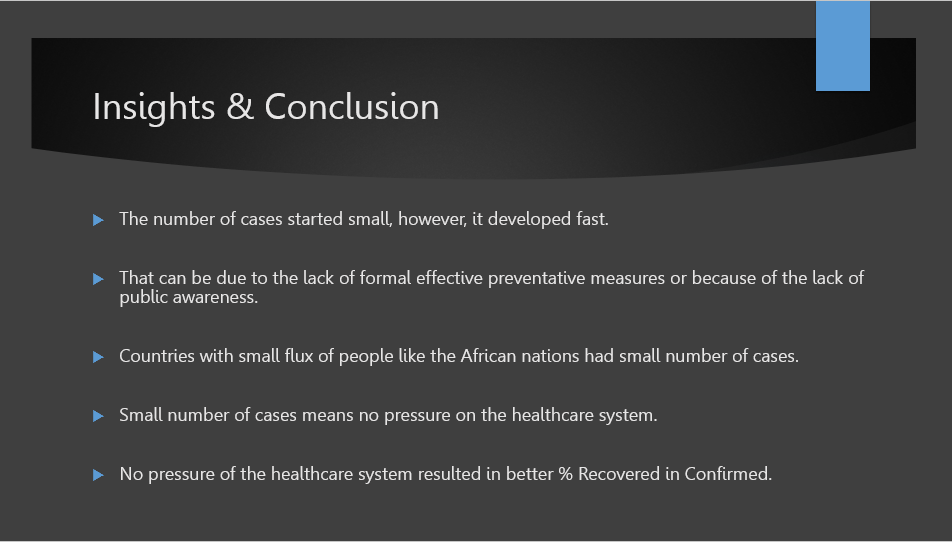 Insights & Conclusion
The number of cases started small, however, it developed fast.
That can be due to the lack of formal effective preventative measures or because of the lack of
public awareness.
Countries with small flux of people like the African nations had small number of cases.
Small number of cases means no pressure on the healthcare system.
No pressure of the healthcare system resulted in better % Recovered in Confirmed.